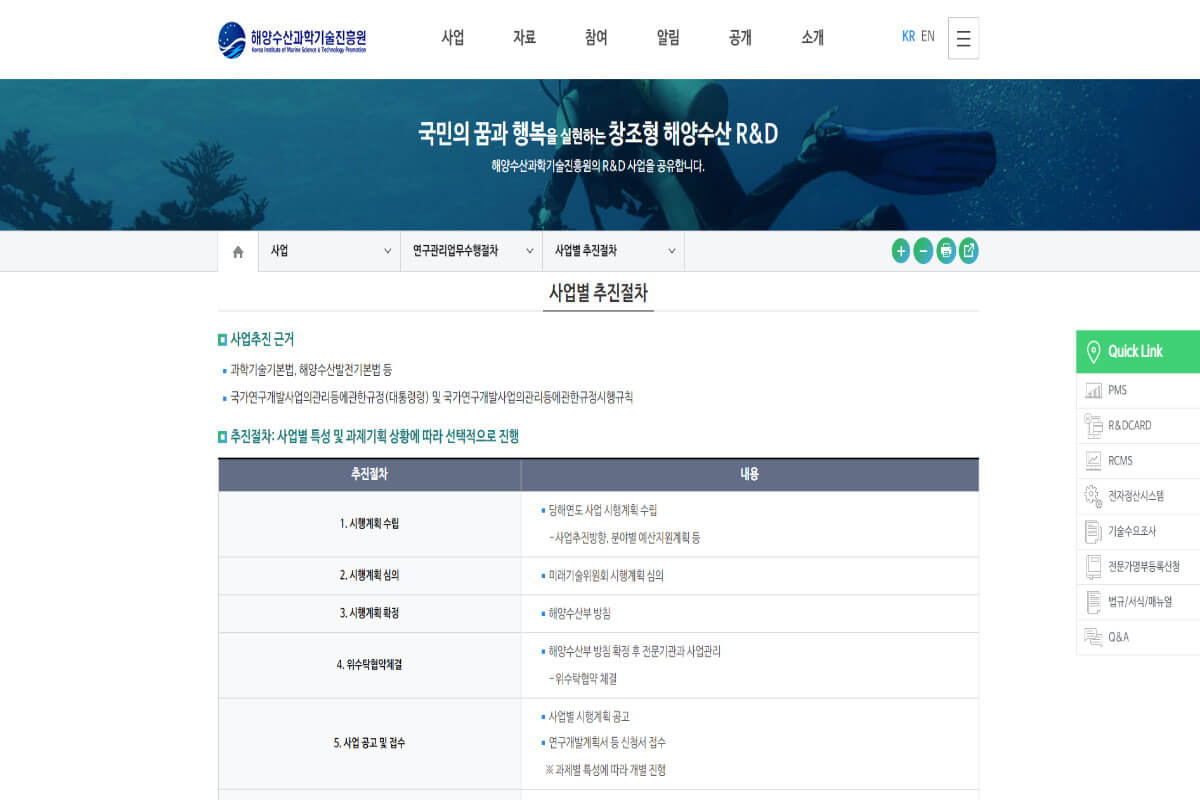 해양수산과학기술진흥원
Korea Institute of Marine Science & Technology Promotion
사업 자료 참여 알림 공개 소개
KR EN
국민의 꿈과 행복을 실현하는 창조형 해양수산 R&D
해양수산과학기술진흥원의 R&D 사업을 공유합니다.
사업 연구관리업무수행절차 사업별 추진절차
사업별 추진절차
사업추진 근거
과학기술기본법, 해양수산발전기본법 등
국가연구개발사업의관리등에관한규정(대통령령) 및 국가연구개발사업의관리등에관한규정시행규칙
추진절차: 사업별 특성 및 과제기획 상황에 따라 선택적으로 진행
추진절차 내용
1. 시행계획 수립
당해연도 사업 시행계획 수립
-사업추진방향, 분야별 예산지원계획 등
2. 시행계획 심의
미래기술위원회 시행계획 심의
3. 시행계획 확정
해양수산부 방침
4. 위수탁협약체결
해양수산부 방침 확정 후 전문기관과 사업관리
-위수탁협약 체결
5. 사업 공고 및 접수
사업별 시행계획 공고
연구개발계획서 등 신청서 접수
※ 과제별 특성에 따라 개별 진행
Quick Link
PMS
R&DCARD
RCMS
전자정산시스템
기술수요조사
전문가명부등록신청
법규/서식/매뉴얼
Q&A